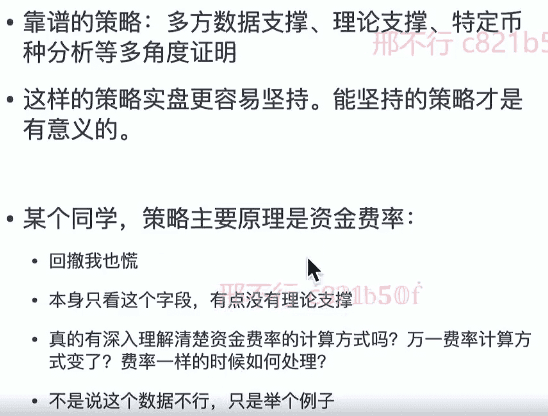 • 靠谱的策略：多方数据支撑、理论支撑、特定币
种分析等多角度证明
邢不行 c821b5
• 这样的策略实盘更容易坚持。能坚持的策略才是
有意义的。
• 某个同学，策略主要原理是资金费率：
• 回撤我也慌
• 本身只看这个字段，有点没有理论支撑
邢不行 c821b50f
• 真的有深入理解清楚资金费率的计算方式吗？万一费率计算方
式变了？费率一样的时候如何处理？
• 不是说这个数据不行，只是举个例子